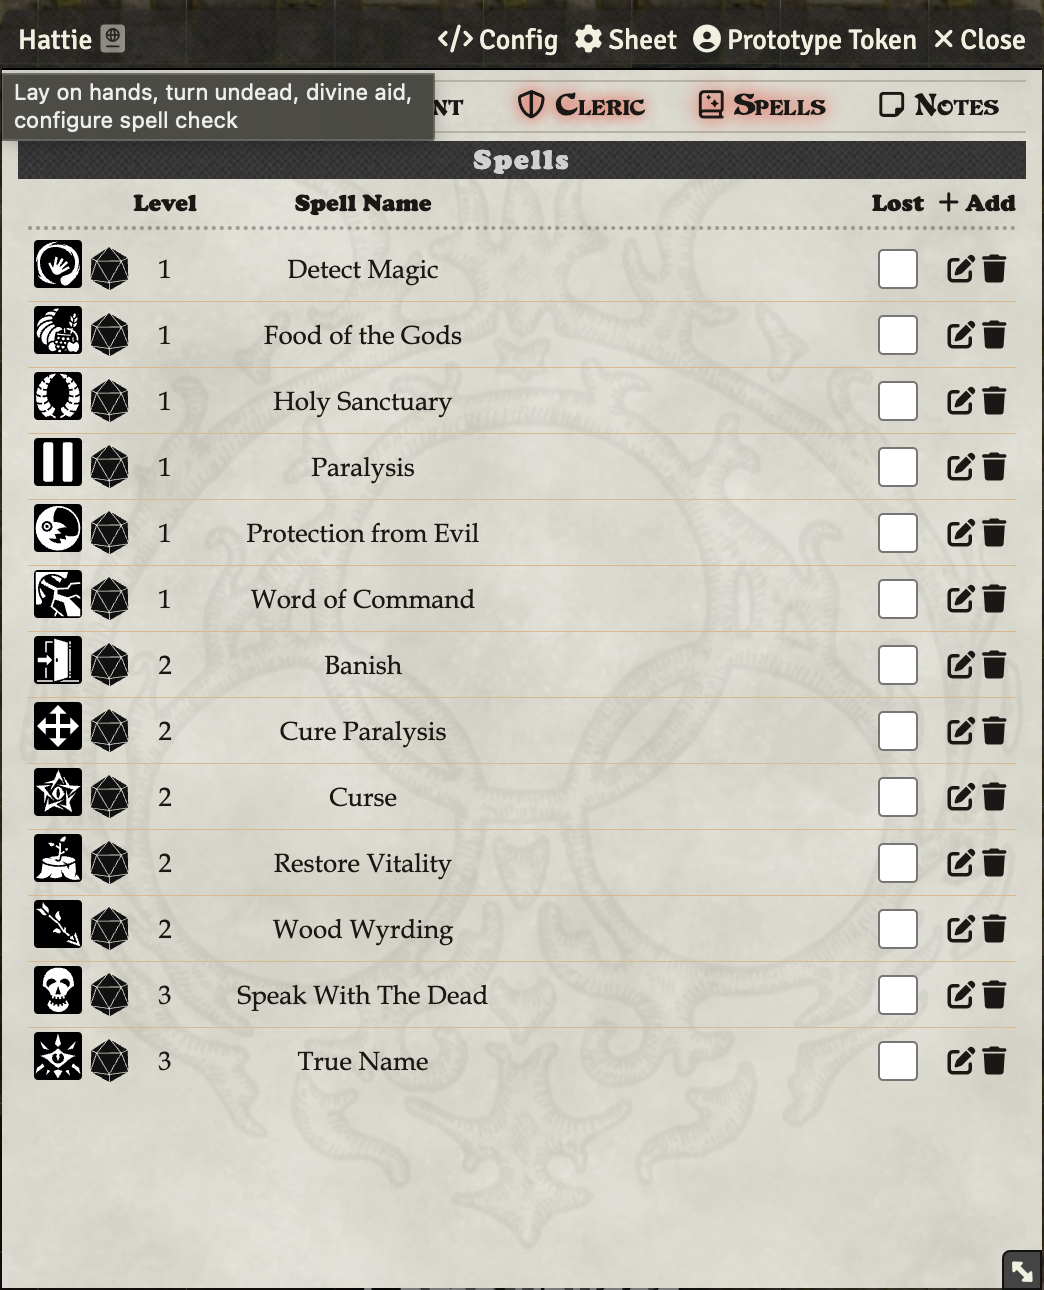 Hattie Config Sheet Prototype Token Close
Lay on hands, turn undead, divine aid,
configure spell check
NT Cleric Spells Notes
Spells
Level Spell Name Lost + Add
1 Detect Magic
1 Food of the Gods
1 Holy Sanctuary
1 Paralysis
1 Protection from Evil
1 Word of Command
2 Banish
2 Cure Paralysis
2 Curse
2 Restore Vitality
2 Wood Wyrding
3 Speak With The Dead
3 True Name